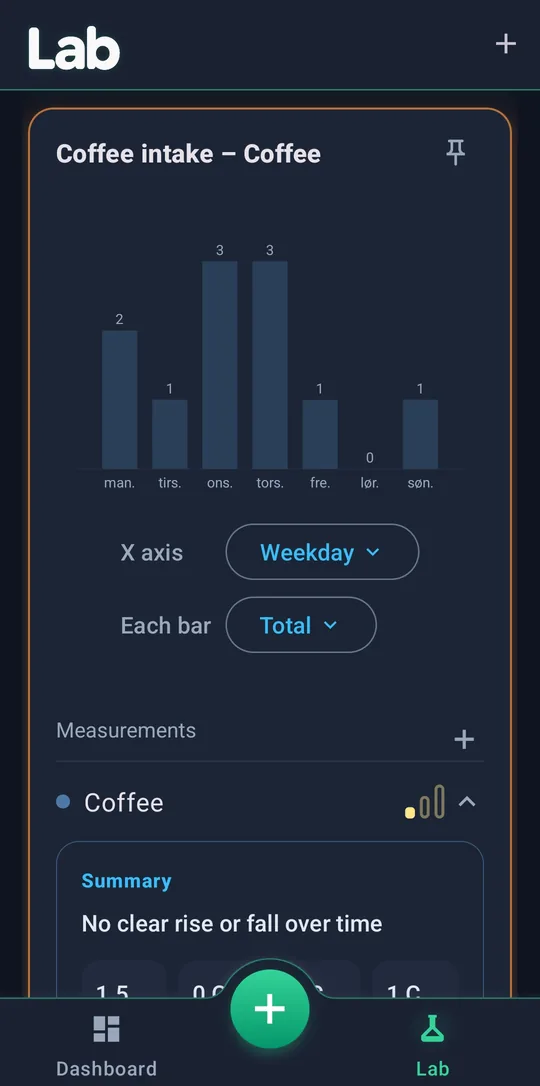 Lab
Coffee intake – Coffee
2 1 3 3 1 0 1
man. tirs. ons. tors. fre. lør. søn.
X axis Weekday
Each bar Total
Measurements
Coffee
Summary
No clear rise or fall over time
Dashboard Lab